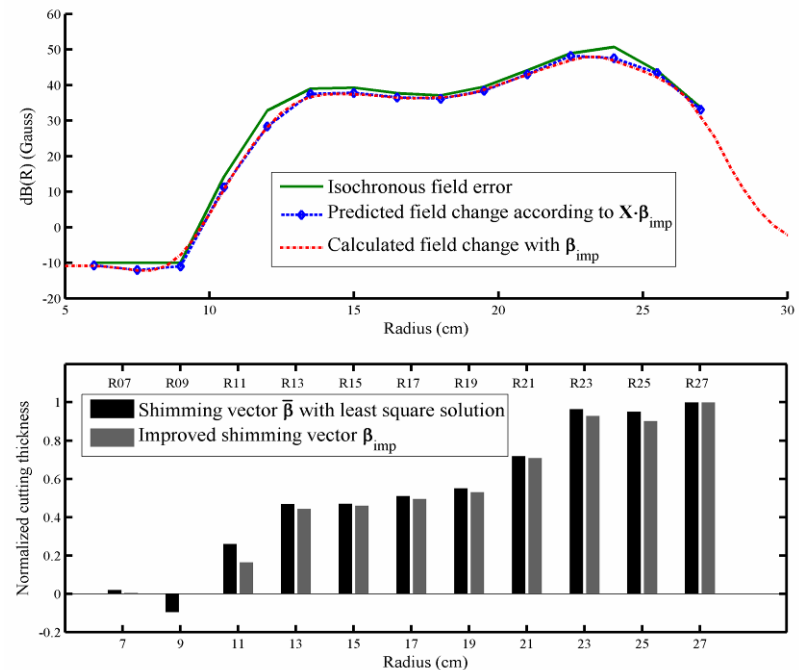 60
50
40
30
20
10
0
-10
-20
dB(R) (Gauss)
Isochronous field error
Predicted field change according to X·βimp
Calculated field change with βimp
5 10 15 20 25 30
Radius (cm)
R07 R09 R11 R13 R15 R17 R19 R21 R23 R25 R27
1
0.8
0.6
0.4
0.2
0
-0.2
Normalized cutting thickness
Shimming vector β̅ with least square solution
Improved shimming vector βimp
7 9 11 13 15 17 19 21 23 25 27
Radius (cm)